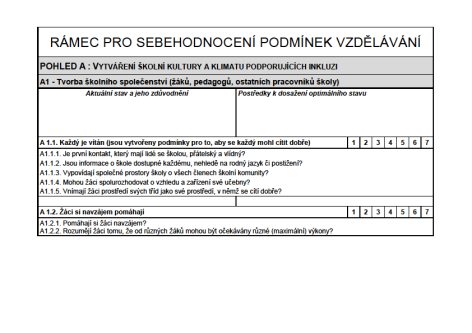 RÁMEC PRO SEBEHODNOCENÍ PODMÍNEK VZDĚLÁVÁNÍ
POHLED A : VYTVÁŘENÍ ŠKOLNÍ KULTURY A KLIMATU PODPORUJÍCÍCH INKLUZI
A1 - Tvorba školního společenství (žáků, pedagogů, ostatních pracovníků školy)
Aktuální stav a jeho zdůvodnění Prostředky k dosažení optimálního stavu
A 1.1. Každý je vítán (jsou vytvořeny podmínky pro to, aby se každý mohl cítit dobře) 1 2 3 4 5 6 7
A1.1.1. Je první kontakt, který mají lidé se školou, přátelský a vlídný?
A1.1.2. Jsou informace o škole dostupné každému, nehledě na rodný jazyk či postižení?
A1.1.3. Vypovídají společné prostory školy o všech členech školní komunity?
A1.1.4. Mohou žáci spolurozhodovat o vzhledu a zařízení své učebny?
A1.1.5. Vnímají žáci prostředí svých tříd jako své prostředí, v němž se cítí dobře?
A 1.2. Žáci si navzájem pomáhají 1 2 3 4 5 6 7
A1.2.1. Pomáhají si žáci navzájem?
A1.2.2. Rozumějí žáci tomu, že od různých žáků mohou být očekávány různé (maximální) výkony?